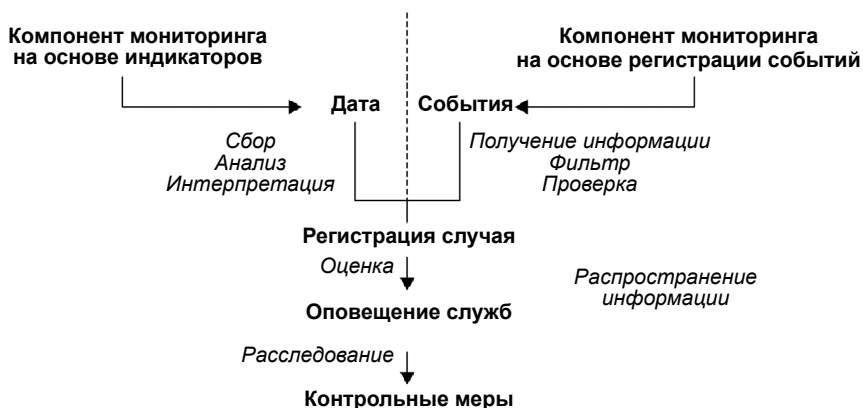 Компонент мониторинга
на основе индикаторов
Компонент мониторинга
на основе регистрации событий
Дата
События
Сбор
Анализ
Интерпретация
Получение информации
Фильтр
Проверка
Регистрация случая
Оценка
Распространение
информации
Оповещение служб
Расследование
Контрольные меры